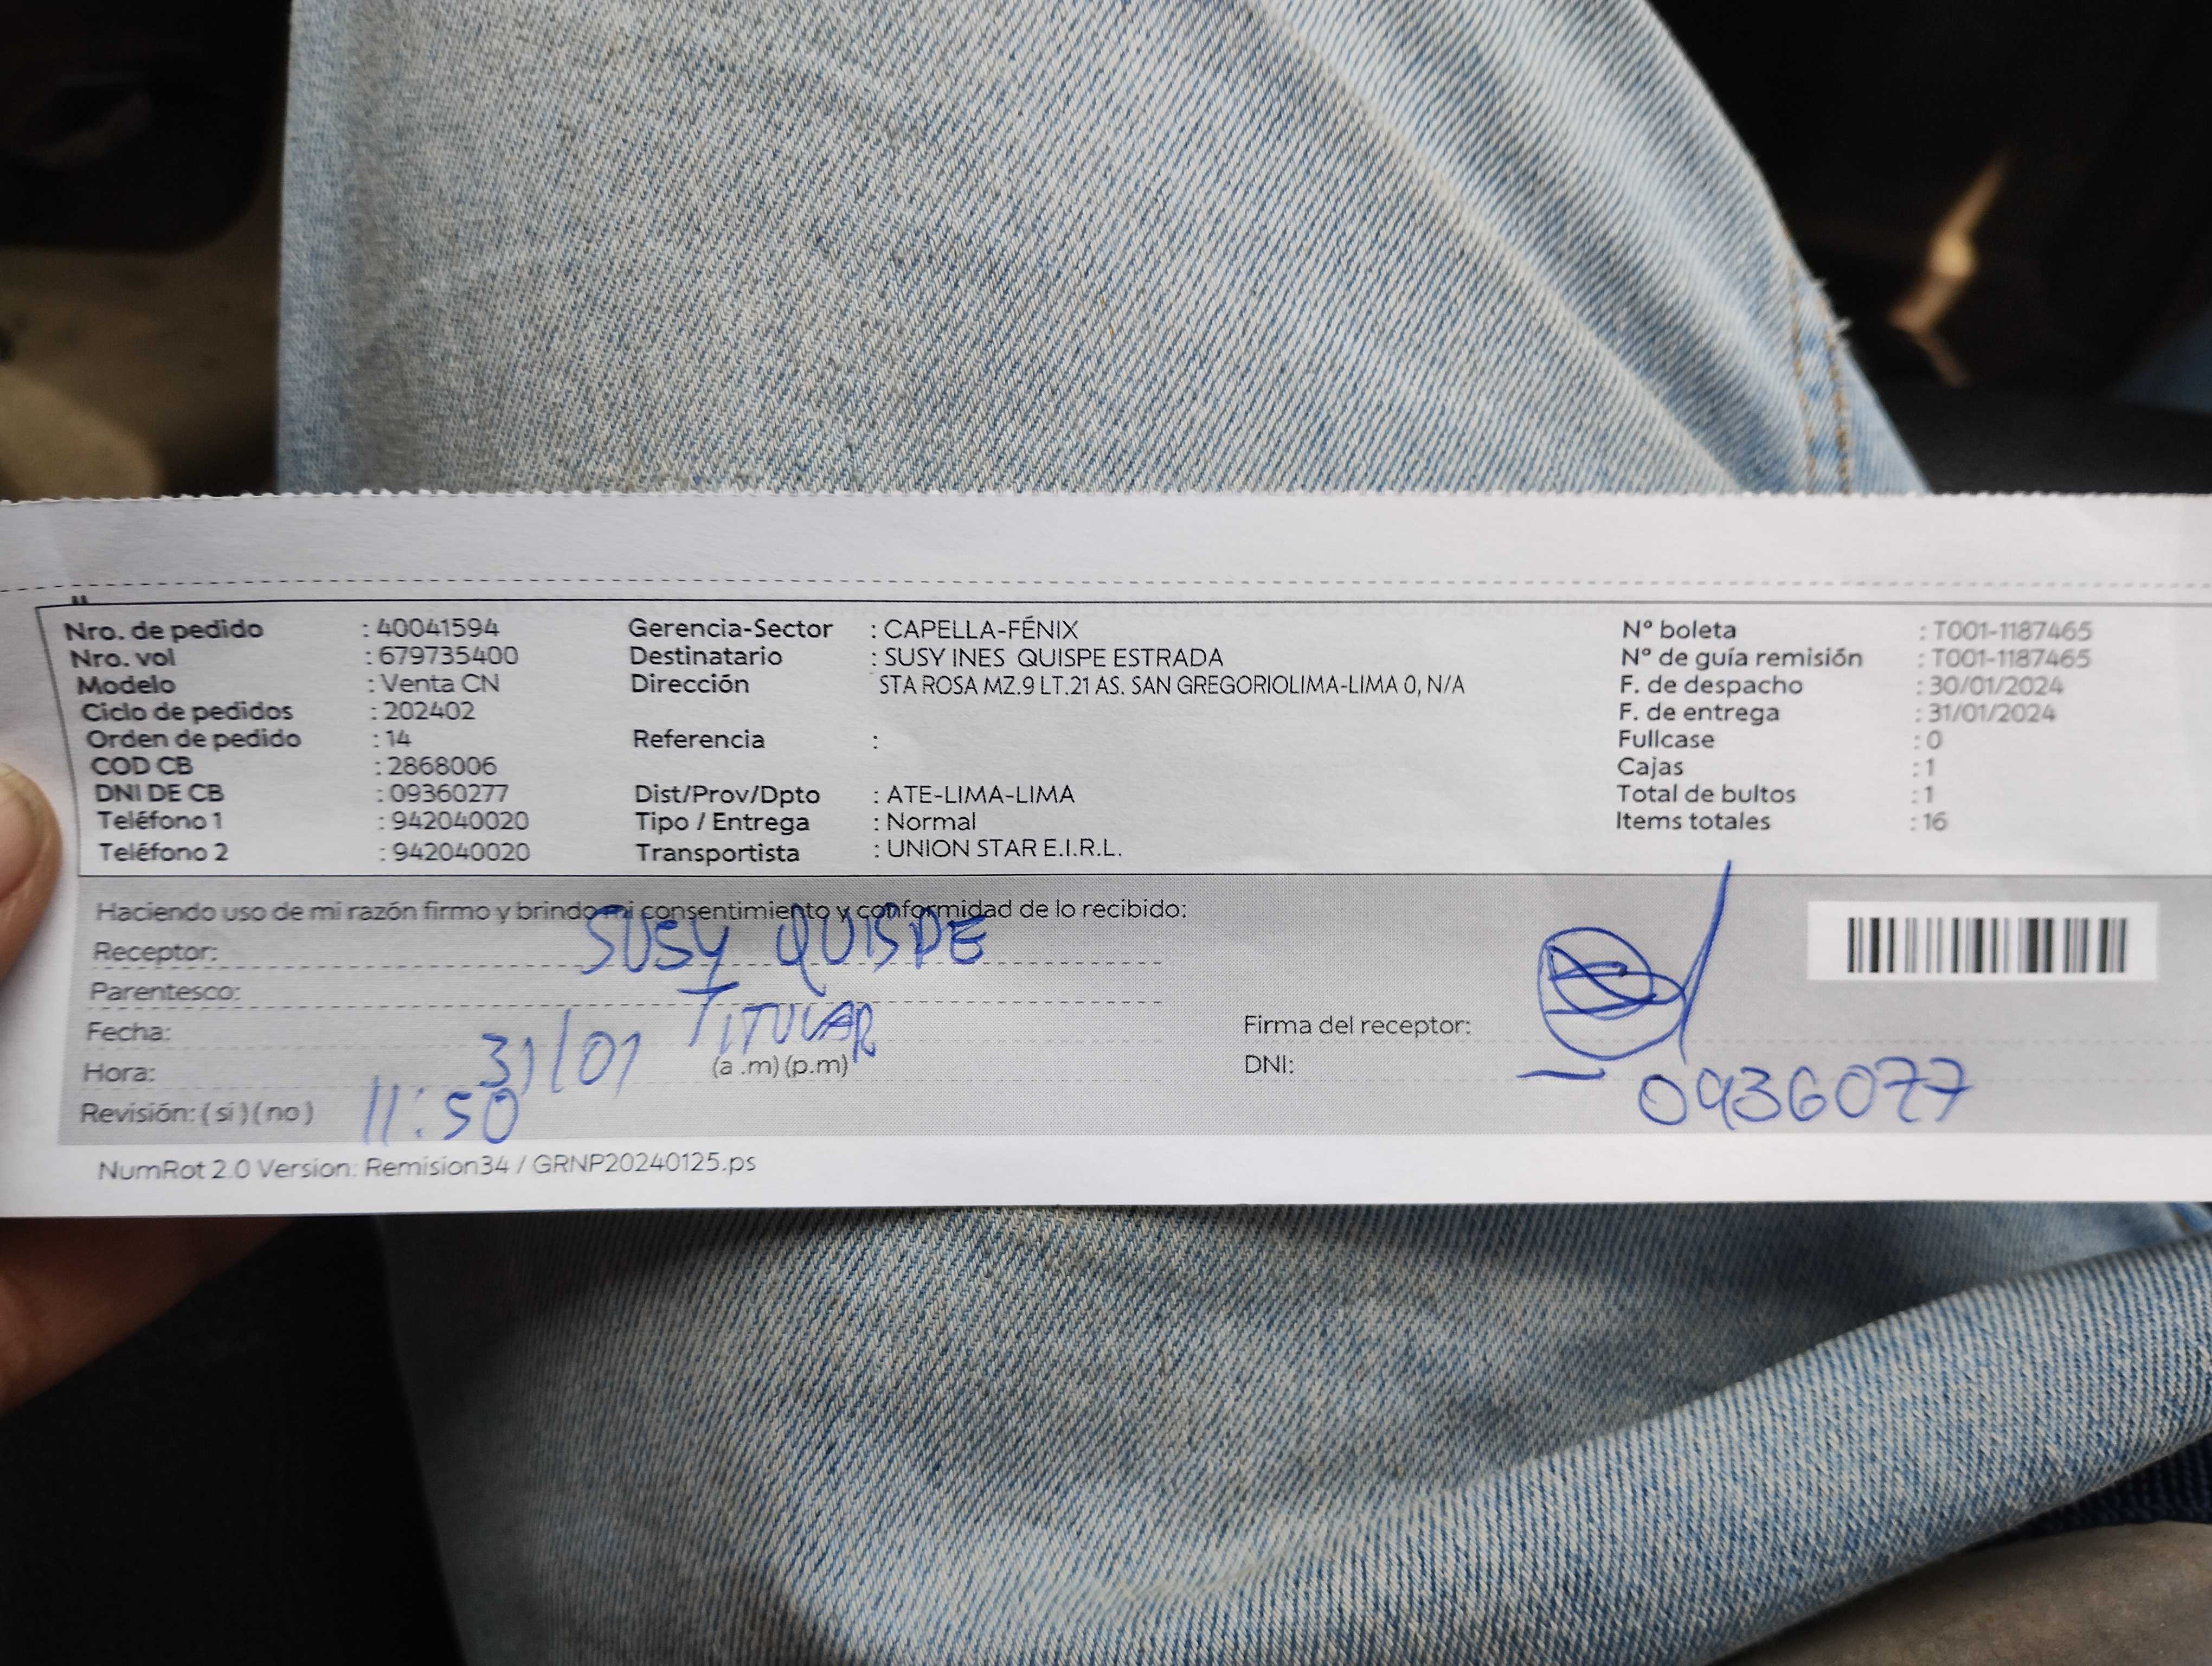 Nro. de pedido : 40041594 Gerencia-Sector : CAPELLA-FÉNIX Nº boleta : T001-1187465
Nro. vol : 679735400 Destinatario : SUSY INES QUISPE ESTRADA Nº de guía remisión : T001-1187465
Modelo : Venta CN Dirección STA ROSA MZ.9 LT.21 AS. SAN GREGORIOLIMA-LIMA 0, N/A F. de despacho : 30/01/2024
Ciclo de pedidos : 202402 F. de entrega : 31/01/2024
Orden de pedido : 14 Referencia : Fullcase : 0
COD CB : 2868006 Cajas : 1
DNI DE CB : 09360277 Dist/Prov/Dpto : ATE-LIMA-LIMA Total de bultos : 1
Teléfono 1 : 942040020 Tipo / Entrega : Normal Items totales : 16
Teléfono 2 : 942040020 Transportista : UNION STAR E.I.R.L.
Haciendo uso de mi razón firmo y brindo mi consentimiento y conformidad de lo recibido:
Receptor: SUSY QUISPE
Parentesco: TITULAR
Fecha: 31/01 Firma del receptor:
Hora: 11:50 (a .m) (p.m) DNI: 0936077
Revisión: ( si ) ( no )
NumRot 2.0 Version: Remision34 / GRNP20240125.ps